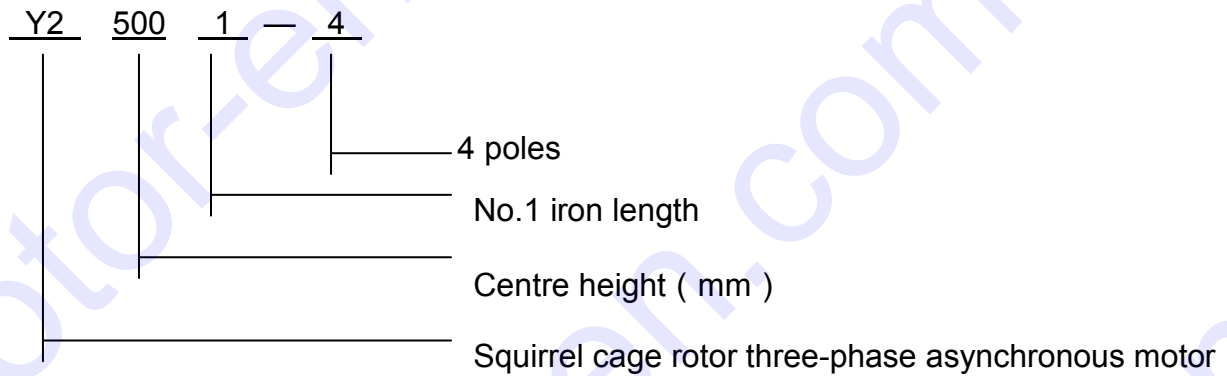 Y2 500 1 — 4
4 poles
No.1 iron length
Centre height ( mm )
Squirrel cage rotor three-phase asynchronous motor